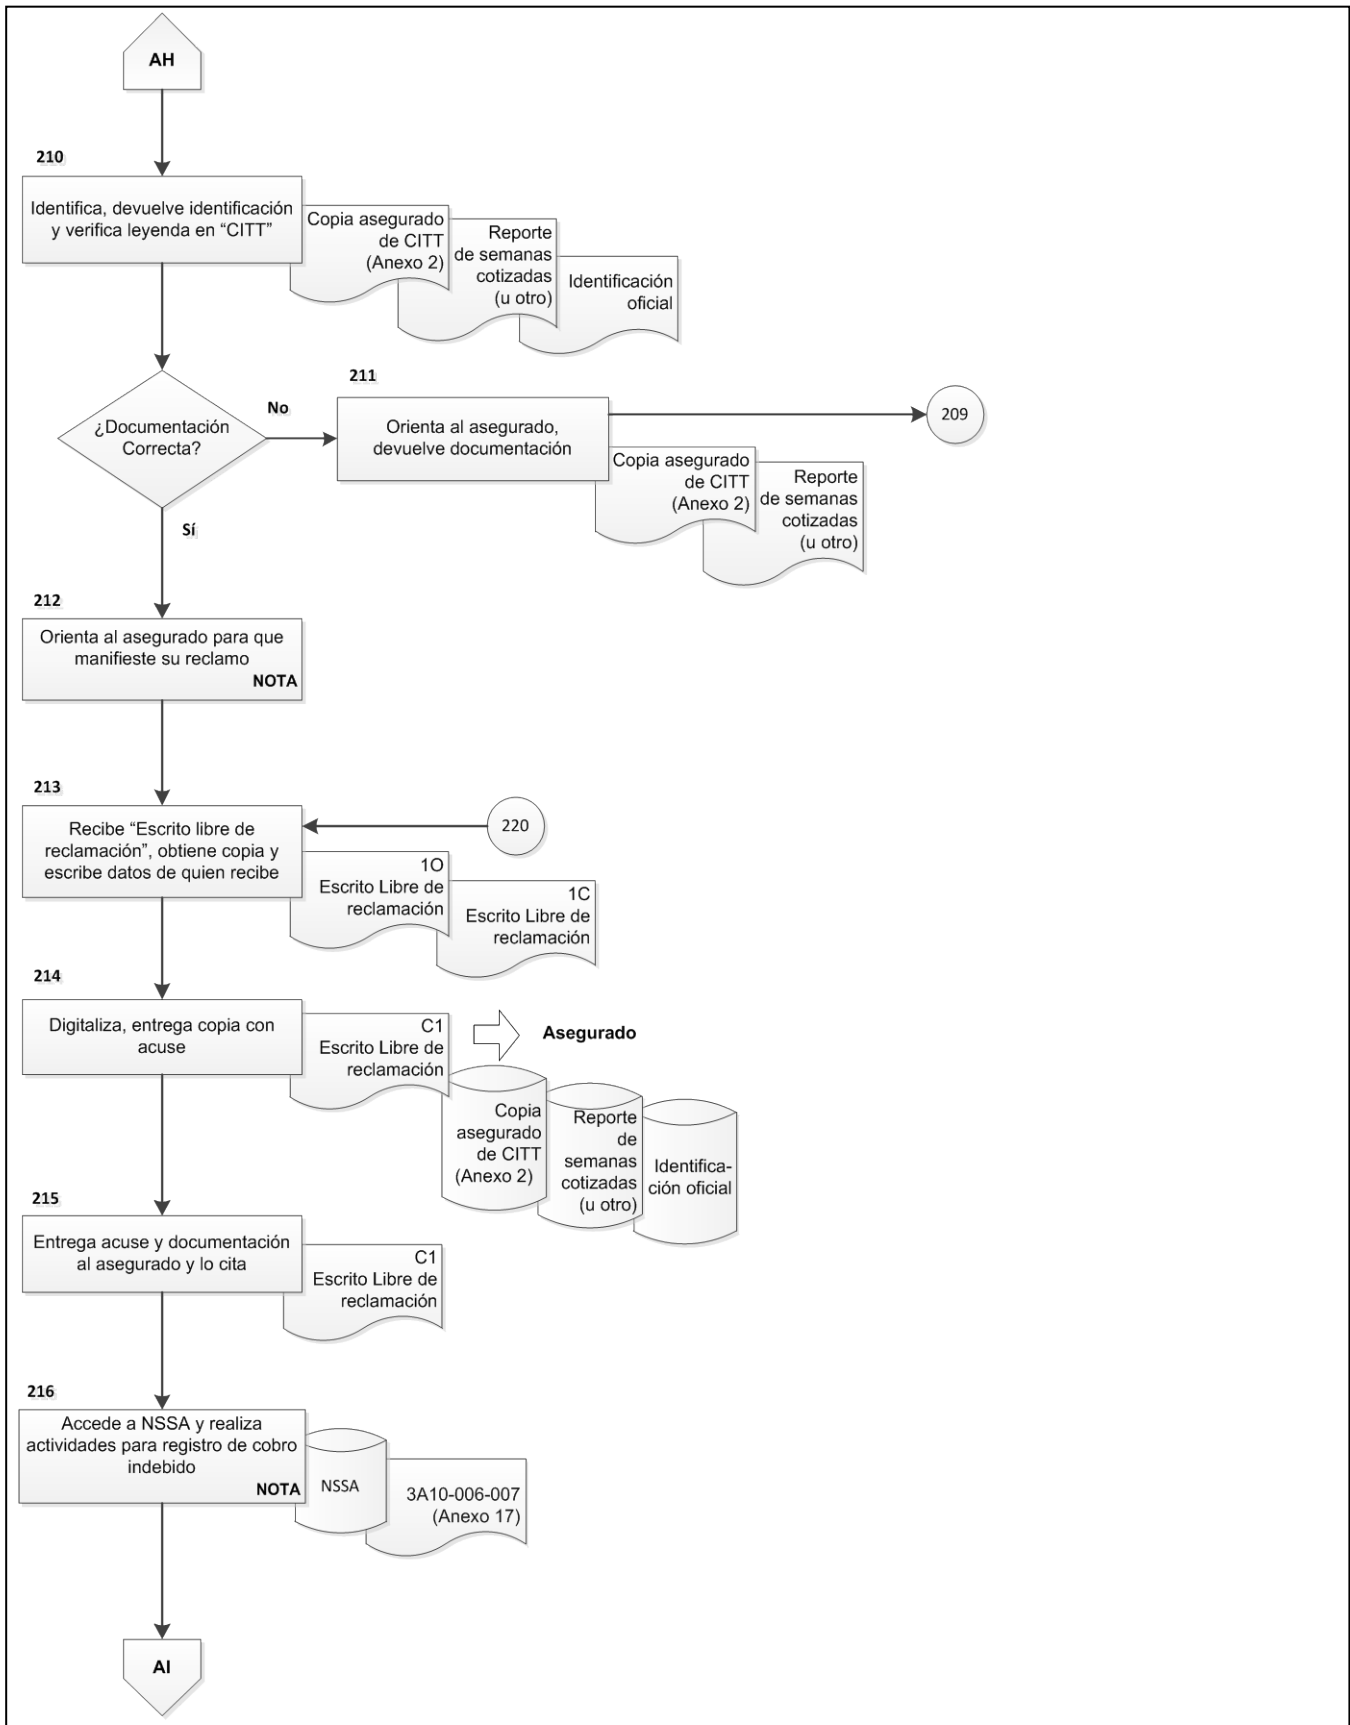 AH
210
Identifica, devuelve identificación
y verifica leyenda en “CITT”
Copia asegurado
de CITT
(Anexo 2)
Reporte
de semanas
cotizadas
(u otro)
Identificación
oficial
¿Documentación
Correcta?
No
211
Orienta al asegurado,
devuelve documentación
209
Copia asegurado
de CITT
(Anexo 2)
Reporte
de semanas
cotizadas
(u otro)
Sí
212
Orienta al asegurado para que
manifieste su reclamo
NOTA
213
Recibe “Escrito libre de
reclamación”, obtiene copia y
escribe datos de quien recibe
220
1O
Escrito Libre de
reclamación
1C
Escrito Libre de
reclamación
214
Digitaliza, entrega copia con
acuse
C1
Escrito Libre de
reclamación
Asegurado
Copia
asegurado
de CITT
(Anexo 2)
Reporte
de
semanas
cotizadas
(u otro)
Identifica-
ción oficial
215
Entrega acuse y documentación
al asegurado y lo cita
C1
Escrito Libre de
reclamación
216
Accede a NSSA y realiza
actividades para registro de cobro
indebido
NOTA
NSSA
3A10-006-007
(Anexo 17)
AI